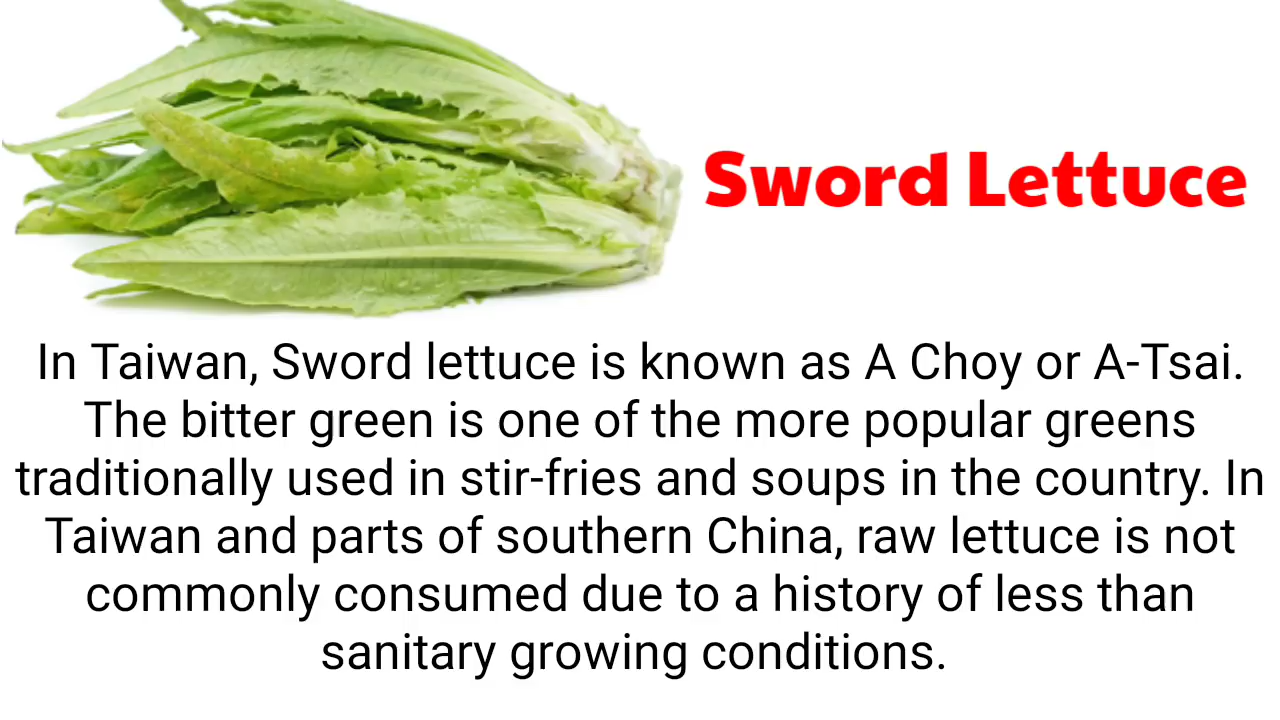 Sword Lettuce
In Taiwan, Sword lettuce is known as A Choy or A-Tsai.
The bitter green is one of the more popular greens
traditionally used in stir-fries and soups in the country. In
Taiwan and parts of southern China, raw lettuce is not
commonly consumed due to a history of less than
sanitary growing conditions.